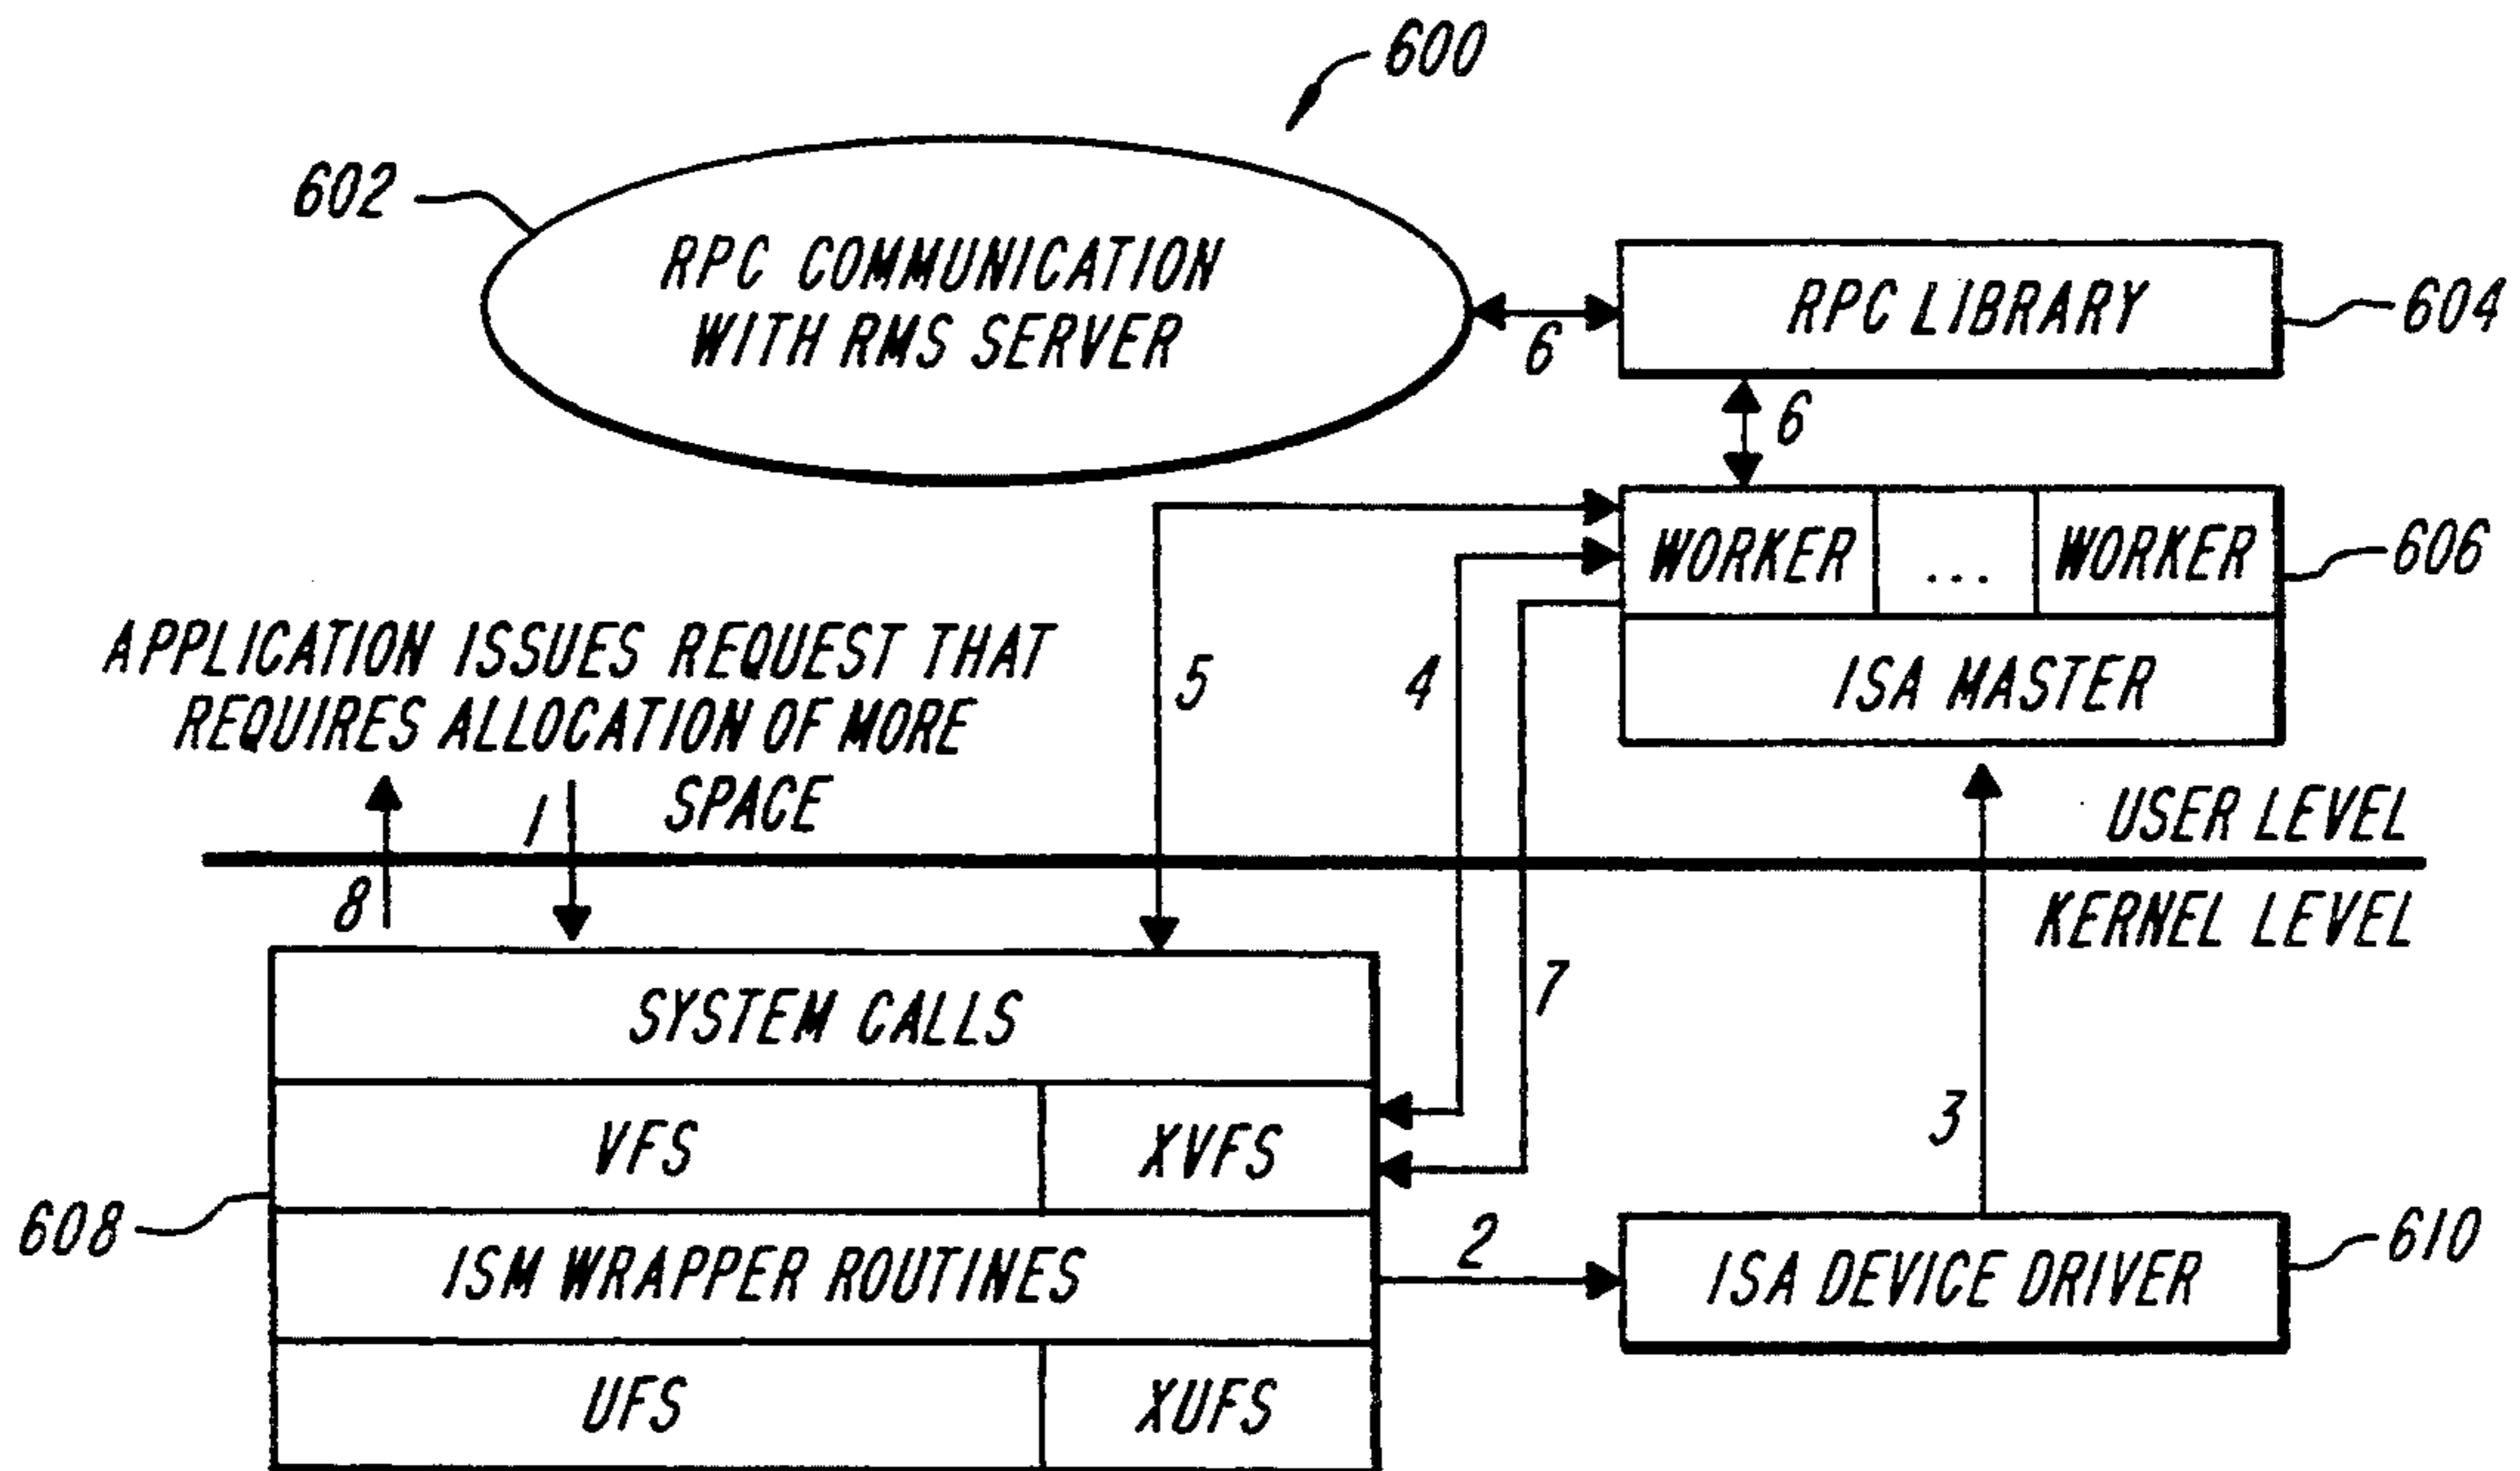 600
602
RPC COMMUNICATION
WITH RMS SERVER
6
RPC LIBRARY
604
6
WORKER
...
WORKER
606
ISA MASTER
APPLICATION ISSUES REQUEST THAT
REQUIRES ALLOCATION OF MORE
SPACE
5
4
1
USER LEVEL
8
KERNEL LEVEL
7
3
SYSTEM CALLS
VFS
XVFS
608
ISM WRAPPER ROUTINES
2
ISA DEVICE DRIVER
610
UFS
XUFS